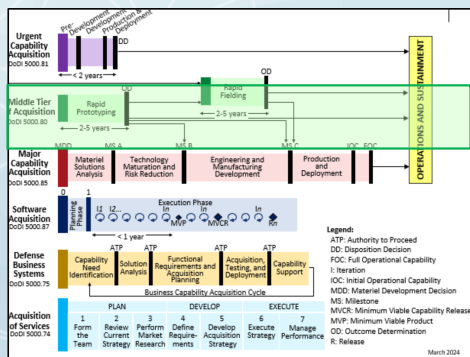 Pre-
Development
Development
Production &
Deployment
Urgent
Capability
Acquisition
DoDI 5000.81
DD
< 2 years
OPERATIONS AND SUSTAINMENT
Middle Tier
of Acquisition
DoDI 5000.80
Rapid
Prototyping
OD
2-5 years
Rapid
Fielding
OD
2-5 years
MDD
MS A
MS B
MS C
IOC
FOC
Major
Capability
Acquisition
DoDI 5000.85
Materiel
Solutions
Analysis
Technology
Maturation and
Risk Reduction
Engineering and
Manufacturing
Development
Production
and
Deployment
Software
Acquisition
DoDI 5000.87
0
1
Planning
Phase
Execution Phase
I1
I2...
In
In
In
MVP
MVCR
Rn
< 1 year
Defense
Business
Systems
DoDI 5000.75
ATP
ATP
ATP
ATP
Capability
Need
Identification
Solution
Analysis
Functional
Requirements and
Acquisition
Planning
Acquisition,
Testing, and
Deployment
Capability
Support
Business Capability Acquisition Cycle
Acquisition
of Services
DoDI 5000.74
PLAN
DEVELOP
EXECUTE
1
Form
the
Team
2
Review
Current
Strategy
3
Perform
Market
Research
4
Define
Require-
ments
5
Develop
Acquisition
Strategy
6
Execute
Strategy
7
Manage
Performance
Legend:
ATP: Authority to Proceed
DD: Disposition Decision
FOC: Full Operational Capability
I: Iteration
IOC: Initial Operational Capability
MDD: Materiel Development Decision
MS: Milestone
MVCR: Minimum Viable Capability Release
MVP: Minimum Viable Product
OD: Outcome Determination
R: Release
March 2024